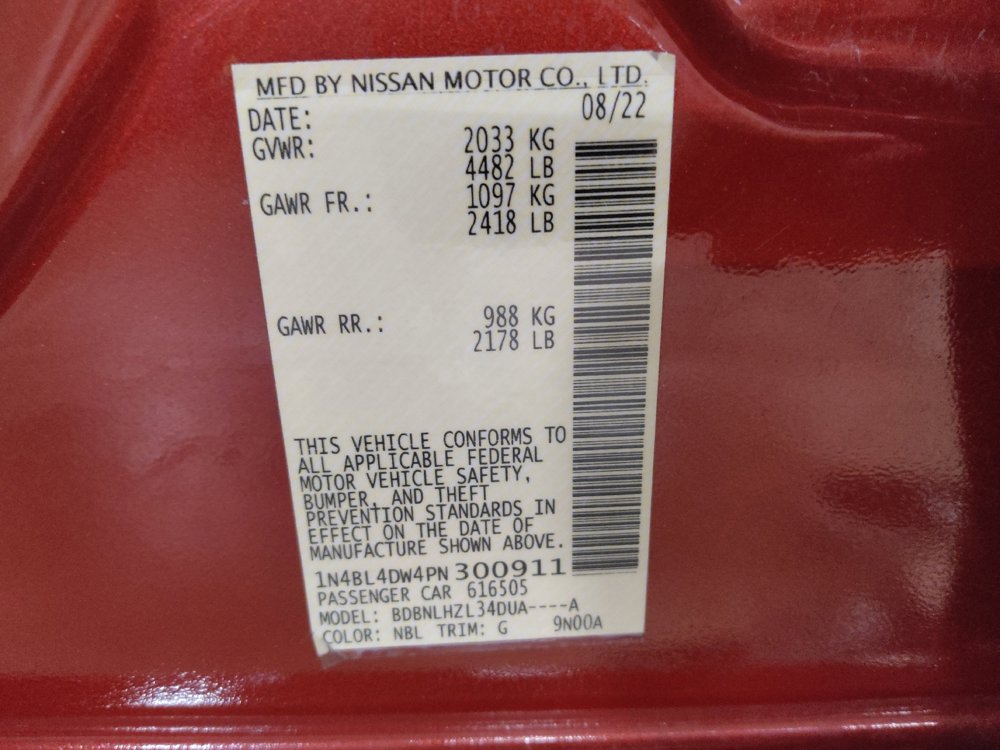 MFD BY NISSAN MOTOR CO., LTD.
DATE: 08/22
GVWR: 2033 KG
4482 LB
GAWR FR.: 1097 KG
2418 LB
GAWR RR.: 988 KG
2178 LB
THIS VEHICLE CONFORMS TO
ALL APPLICABLE FEDERAL
MOTOR VEHICLE SAFETY,
BUMPER, AND THEFT
PREVENTION STANDARDS IN
EFFECT ON THE DATE OF
MANUFACTURE SHOWN ABOVE.
1N4BL4DW4PN300911
PASSENGER CAR 616505
MODEL: BDBNLHZL34DUA----A
COLOR: NBL TRIM: G 9N00A